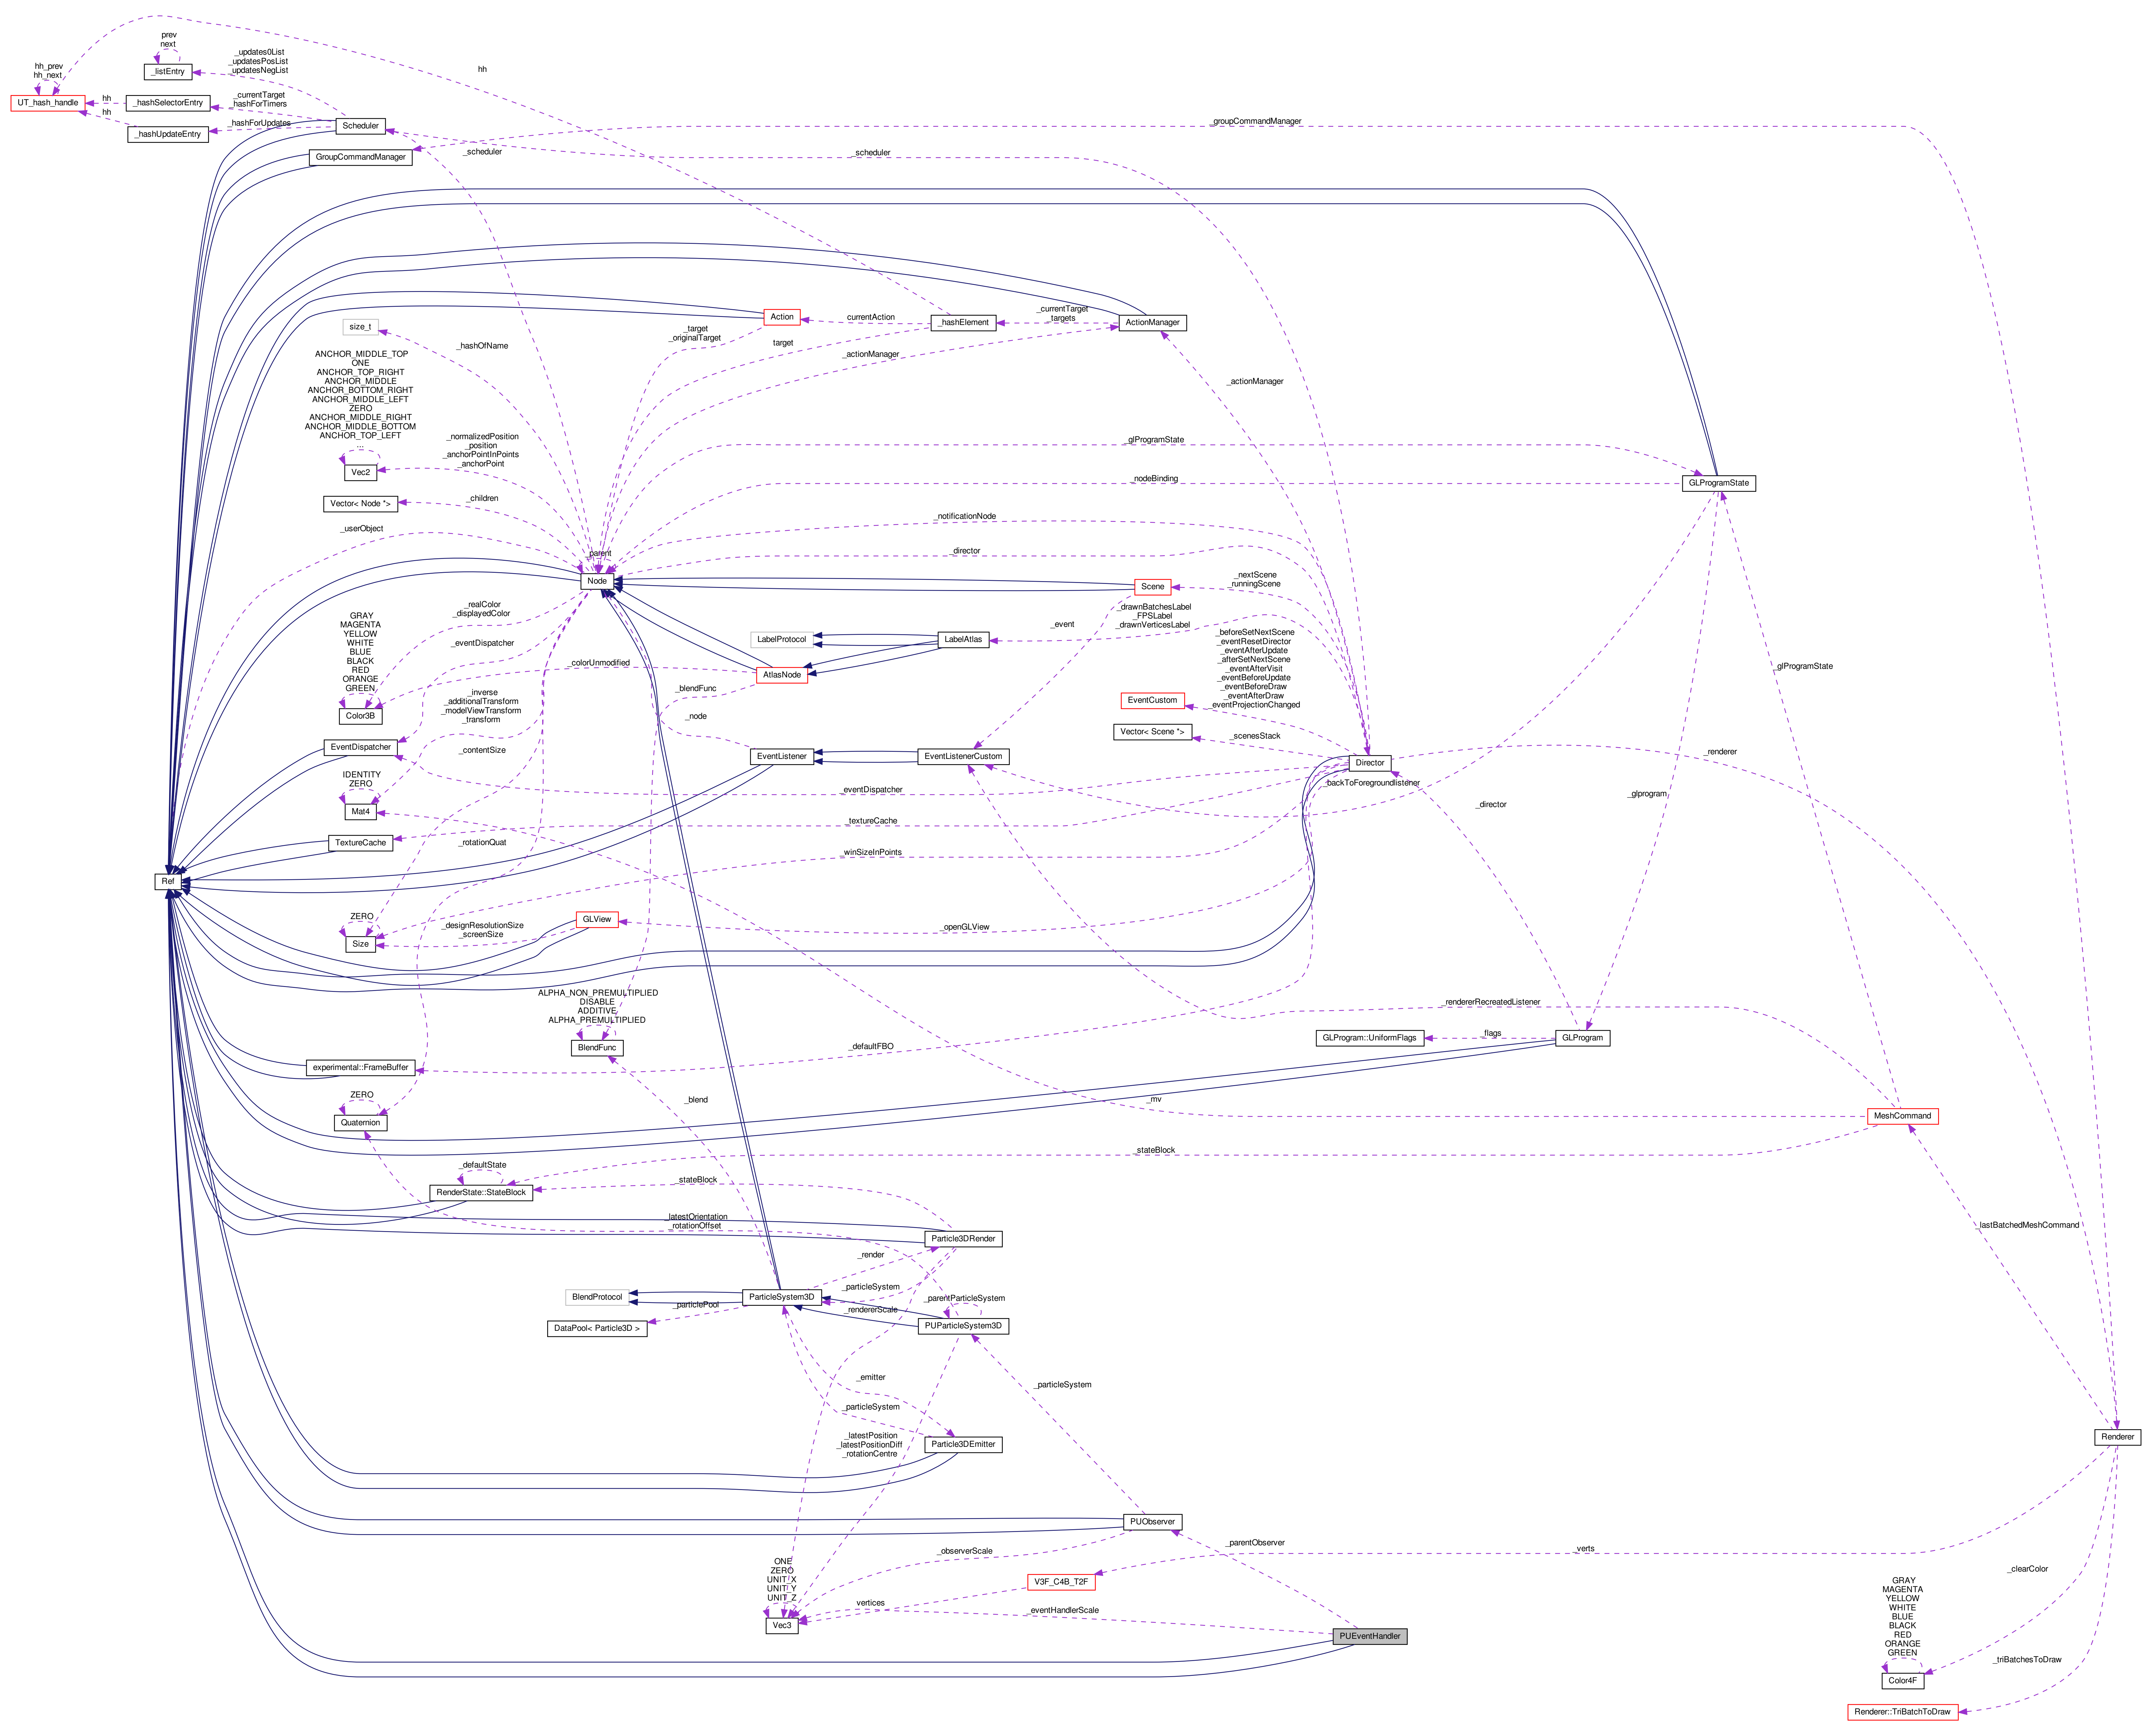 prev
next
_listEntry
_updates0List
_updatesPosList
_updatesNegList
hh
hh_prev
hh_next
UT_hash_handle
hh
_hashSelectorEntry
_currentTarget
_hashForTimers
hh
_hashUpdateEntry
_hashForUpdates
Scheduler
_groupCommandManager
GroupCommandManager
_scheduler
_scheduler
size_t
_hashOfName
Action
currentAction
_hashElement
_currentTarget
_targets
ActionManager
_target
_originalTarget
target
_actionManager
_actionManager
ANCHOR_MIDDLE_TOP
ONE
ANCHOR_TOP_RIGHT
ANCHOR_MIDDLE
ANCHOR_BOTTOM_RIGHT
ANCHOR_MIDDLE_LEFT
ZERO
ANCHOR_MIDDLE_RIGHT
ANCHOR_MIDDLE_BOTTOM
ANCHOR_TOP_LEFT
...
Vec2
_normalizedPosition
_position
_anchorPointInPoints
_anchorPoint
_glProgramState
GLProgramState
_nodeBinding
Vector< Node *>
_children
_userObject
_notificationNode
_parent
Node
_director
Scene
_nextScene
_runningScene
_realColor
_displayedColor
GRAY
MAGENTA
YELLOW
WHITE
BLUE
BLACK
RED
ORANGE
GREEN
Color3B
_eventDispatcher
_colorUnmodified
LabelProtocol
LabelAtlas
_event
_drawnBatchesLabel
_FPSLabel
_drawnVerticesLabel
AtlasNode
_blendFunc
_beforeSetNextScene
_eventResetDirector
_eventAfterUpdate
_afterSetNextScene
_eventAfterVisit
_eventBeforeUpdate
_eventBeforeDraw
_eventAfterDraw
_eventProjectionChanged
EventCustom
_glProgramState
_inverse
_additionalTransform
_modelViewTransform
_transform
_node
Vector< Scene *>
_scenesStack
EventDispatcher
_contentSize
EventListener
EventListenerCustom
Director
_renderer
IDENTITY
ZERO
Mat4
_eventDispatcher
_backToForegroundlistener
_glprogram
_director
TextureCache
_textureCache
_rotationQuat
_winSizeInPoints
Ref
ZERO
Size
_designResolutionSize
_screenSize
GLView
_openGLView
ALPHA_NON_PREMULTIPLIED
DISABLE
ADDITIVE
ALPHA_PREMULTIPLIED
BlendFunc
_rendererRecreatedListener
GLProgram::UniformFlags
_flags
GLProgram
_defaultFBO
experimental::FrameBuffer
ZERO
Quaternion
_blend
_mv
MeshCommand
_stateBlock
_defaultState
RenderState::StateBlock
_stateBlock
_latestOrientation
_rotationOffset
Particle3DRender
_lastBatchedMeshCommand
_render
_particleSystem
BlendProtocol
ParticleSystem3D
_particlePool
_rendererScale
_parentParticleSystem
PUParticleSystem3D
DataPool< Particle3D >
_emitter
_particleSystem
_particleSystem
_latestPosition
_latestPositionDiff
_rotationCentre
Particle3DEmitter
Renderer
PUObserver
_observerScale
_parentObserver
_verts
ONE
ZERO
UNIT_X
UNIT_Y
UNIT_Z
Vec3
V3F_C4B_T2F
vertices
_eventHandlerScale
PUEventHandler
_clearColor
GRAY
MAGENTA
YELLOW
WHITE
BLUE
BLACK
RED
ORANGE
GREEN
Color4F
_triBatchesToDraw
Renderer::TriBatchToDraw